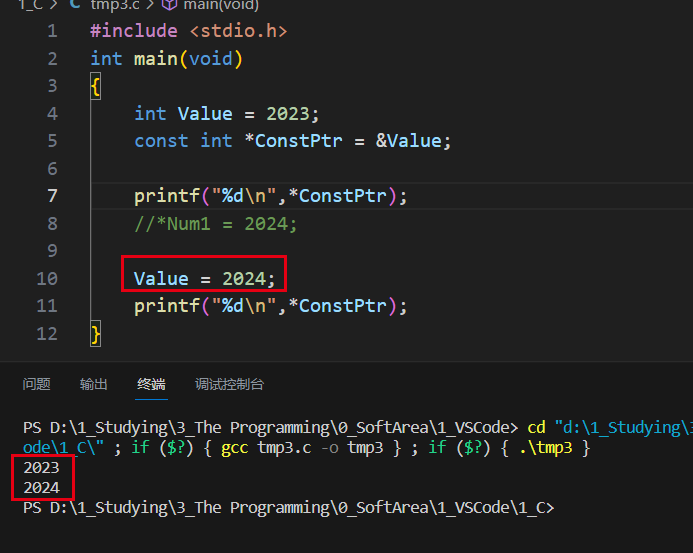 1_C > C tmp3.c > main(void)
1 #include <stdio.h>
2 int main(void)
3 {
4 int Value = 2023;
5 const int *ConstPtr = &Value;
6
7 printf("%d\n",*ConstPtr);
8 //*Num1 = 2024;
9
10 Value = 2024;
11 printf("%d\n",*ConstPtr);
12 }
问题 输出 终端 调试控制台
PS D:\1_Studying\3_The Programming\0_SoftArea\1_VSCode> cd "d:\1_Studying\3
ode\1_C\" ; if ($?) { gcc tmp3.c -o tmp3 } ; if ($?) { .\tmp3 }
2023
2024
PS D:\1_Studying\3_The Programming\0_SoftArea\1_VSCode\1_C>